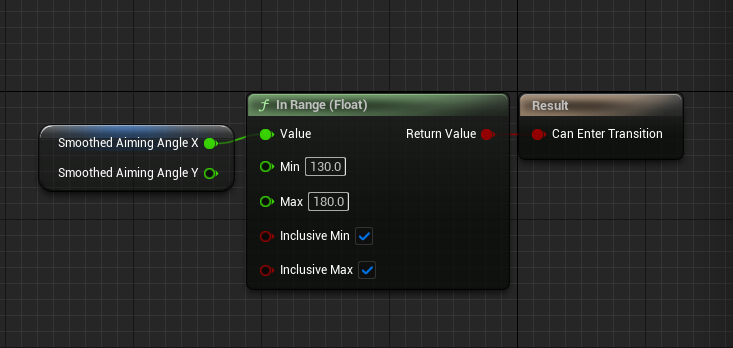 Smoothed Aiming Angle X
Smoothed Aiming Angle Y
f In Range (Float)
Value
Return Value
Min 130.0
Max 180.0
Inclusive Min
Inclusive Max
Result
Can Enter Transition